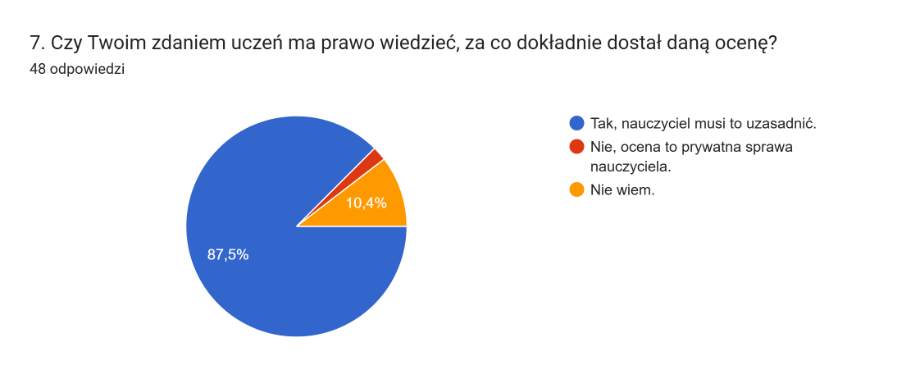 7. Czy Twoim zdaniem uczeń ma prawo wiedzieć, za co dokładnie dostał daną ocenę?
48 odpowiedzi
Tak, nauczyciel musi to uzasadnić.
Nie, ocena to prywatna sprawa
nauczyciela.
Nie wiem.
10,4%
87,5%